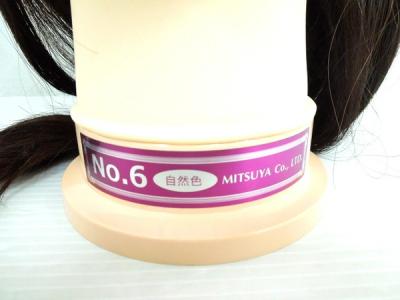 No.6 自然色 MITSUYA Co., LTD.